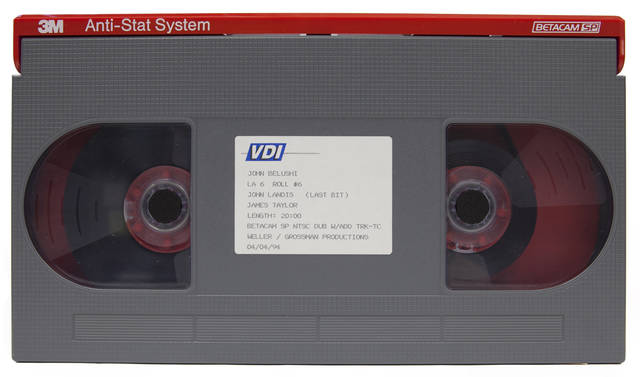 3M Anti-Stat System BETACAM SP
VDI
JOHN BELUSHI
LA 6 ROLL #6
JOHN LANDIS (LAST BIT)
JAMES TAYLOR
LENGTH: 20:00
BETACAM SP NTSC DUB W/ADD TRK-TC
WELLER / GROSSMAN PRODUCTIONS
04/04/94